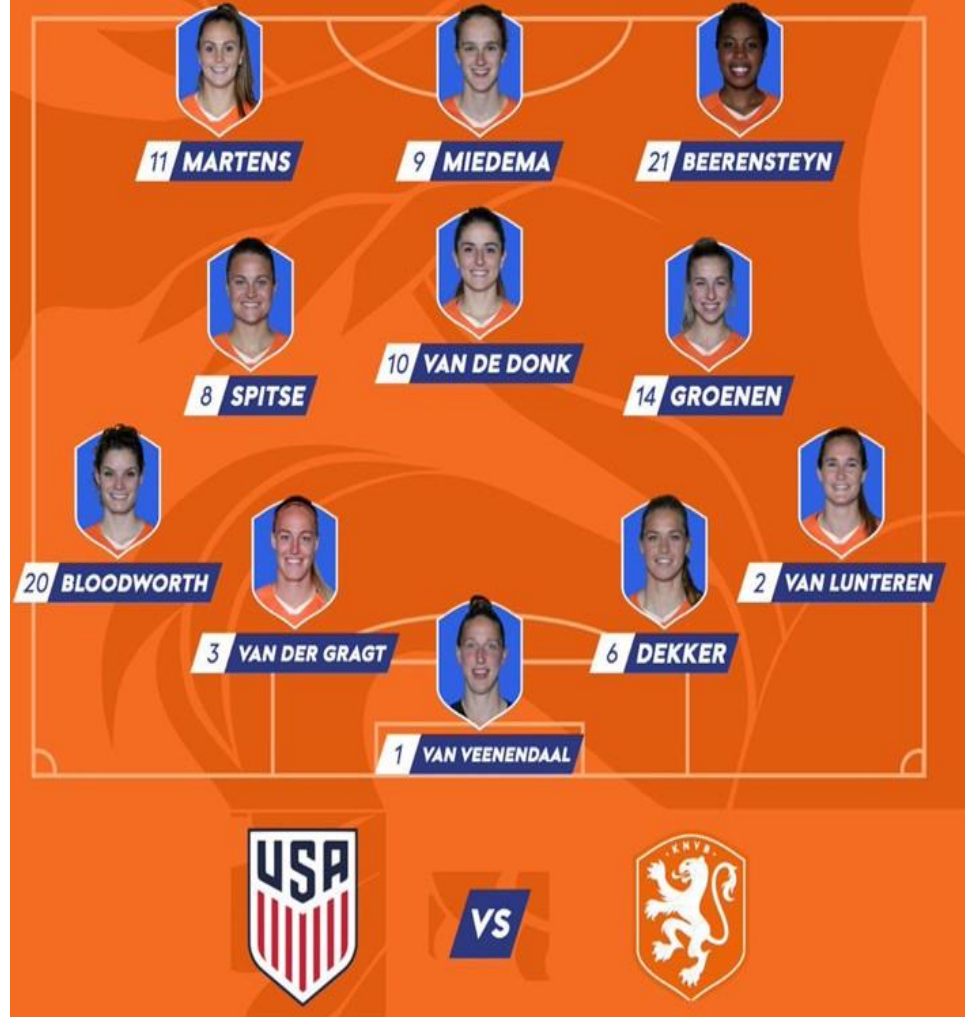 11 MARTENS
9 MIEDEMA
21 BEERENSTEYN
10 VAN DE DONK
8 SPITSE
14 GROENEN
20 BLOODWORTH
2 VAN LUNTEREN
3 VAN DER GRAGT
6 DEKKER
1 VAN VEENENDAAL
USA
VS
KNVB